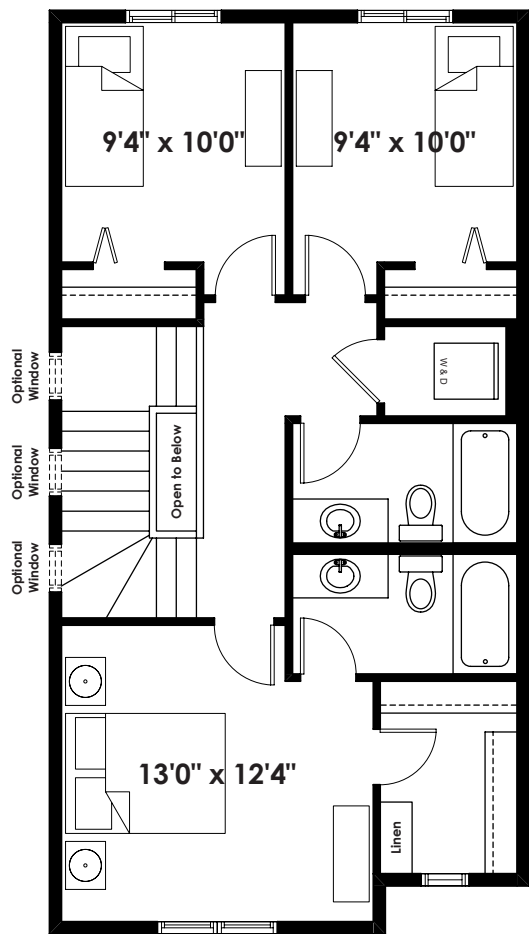 9'4" x 10'0"
9'4" x 10'0"
Optional
Window
W & D
Optional
Window
Open to Below
Optional
Window
13'0" x 12'4"
Linen